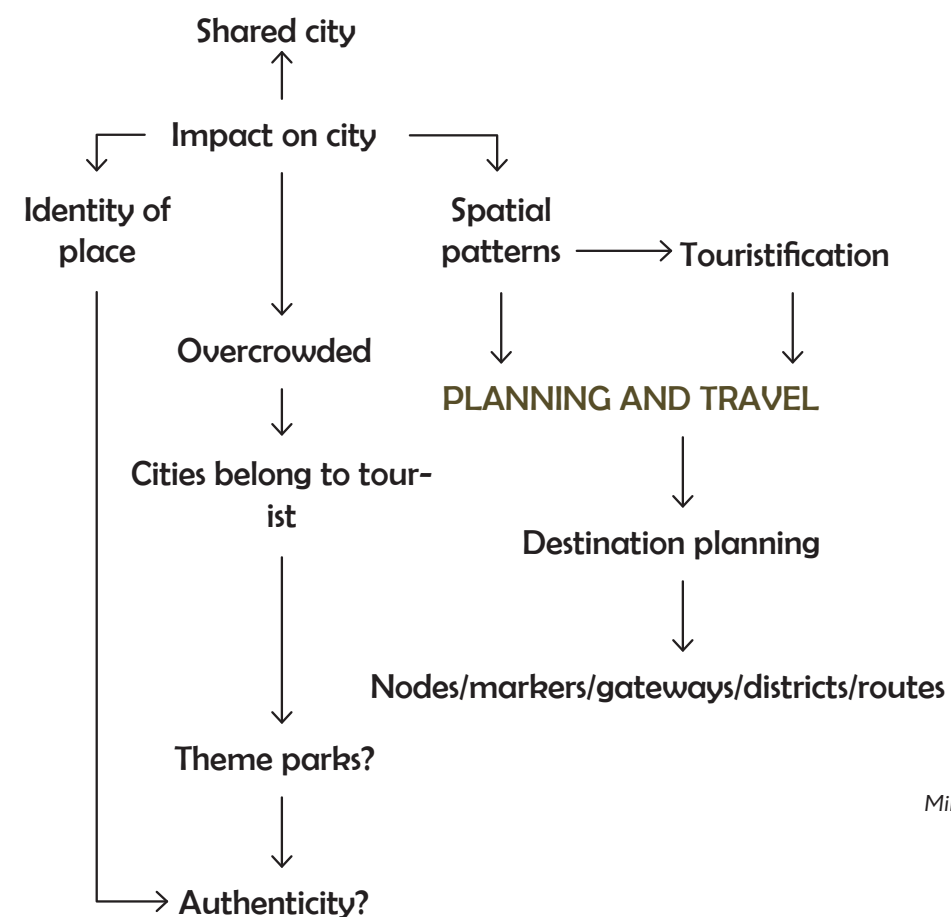 Shared city
Impact on city
Identity of
place
Spatial
patterns
Touristification
Overcrowded
PLANNING AND TRAVEL
Cities belong to tour-
ist
Destination planning
Nodes/markers/gateways/districts/routes
Theme parks?
Authenticity?